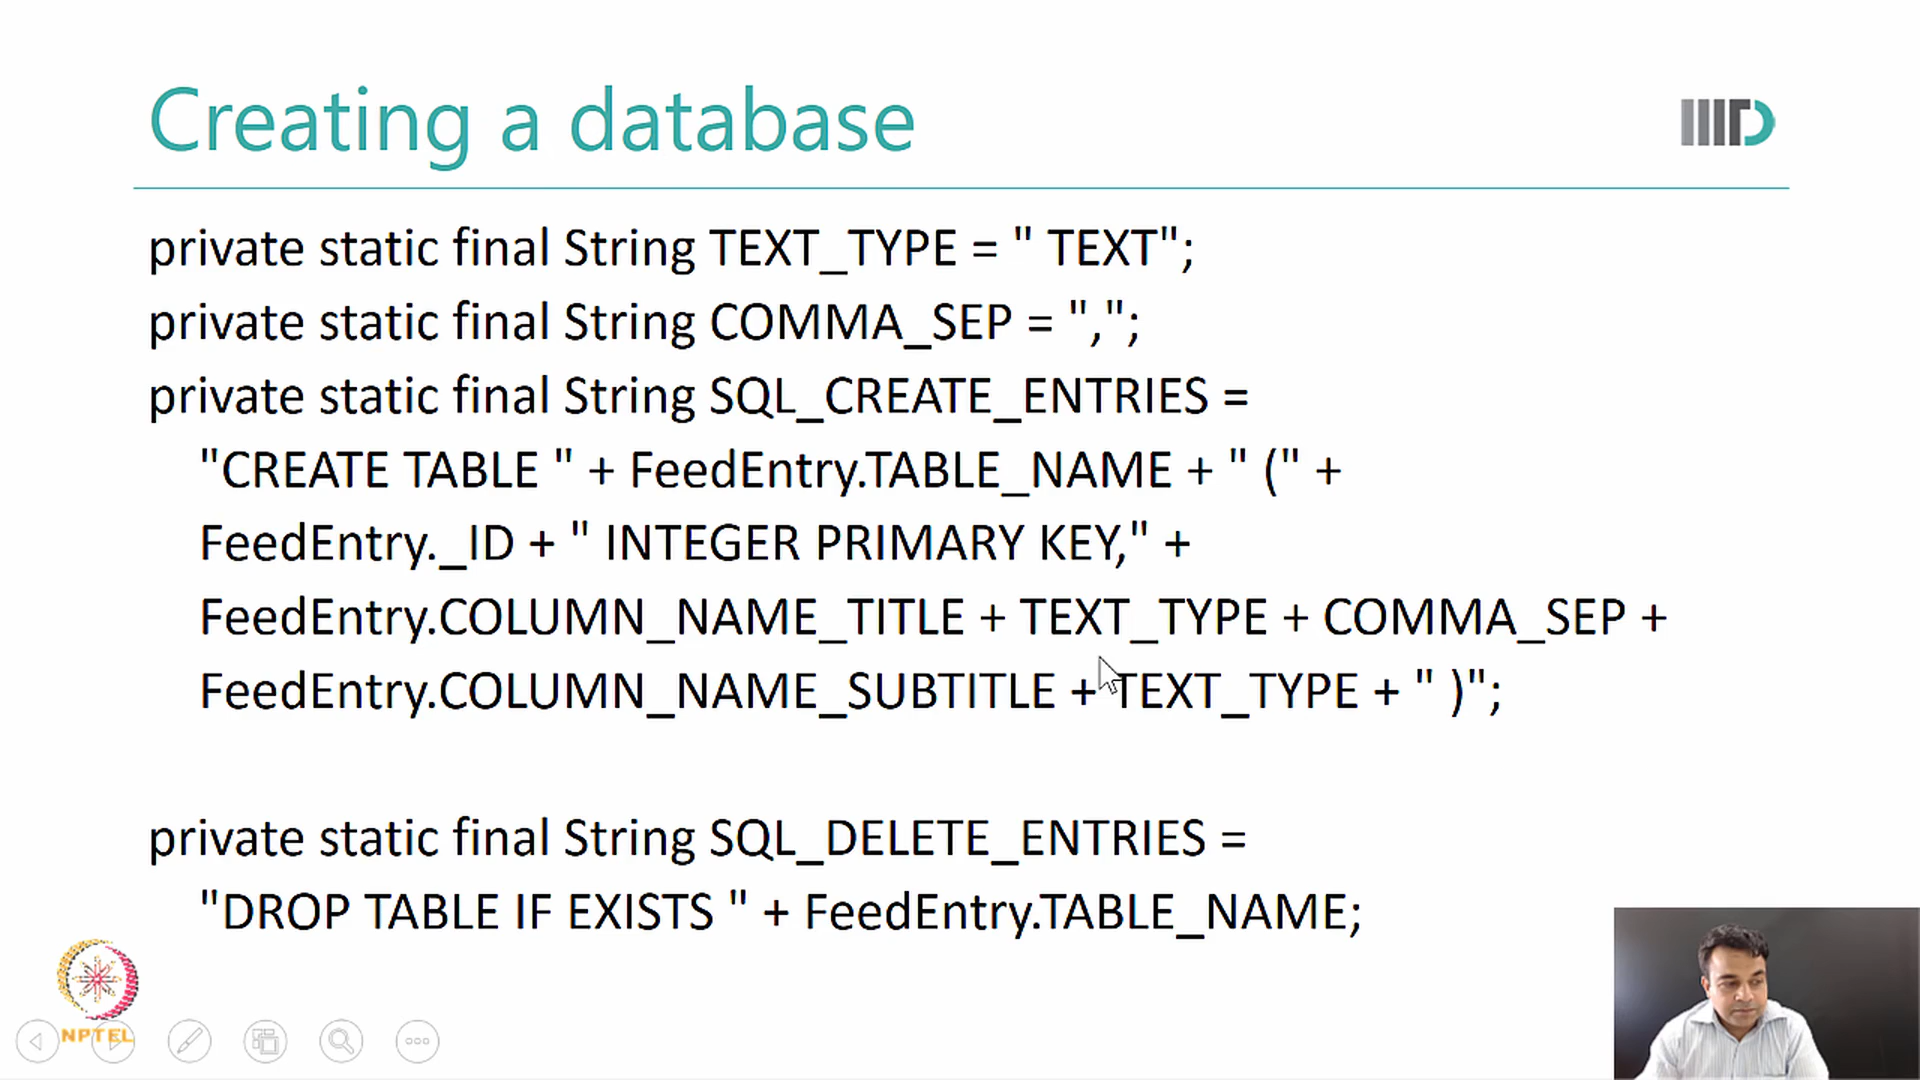 Creating a database
IIITD
private static final String TEXT_TYPE = " TEXT";
private static final String COMMA_SEP = ",";
private static final String SQL_CREATE_ENTRIES =
"CREATE TABLE " + FeedEntry.TABLE_NAME + " (" +
FeedEntry._ID + " INTEGER PRIMARY KEY," +
FeedEntry.COLUMN_NAME_TITLE + TEXT_TYPE + COMMA_SEP +
FeedEntry.COLUMN_NAME_SUBTITLE + TEXT_TYPE + " )";
private static final String SQL_DELETE_ENTRIES =
"DROP TABLE IF EXISTS " + FeedEntry.TABLE_NAME;
NPTEL